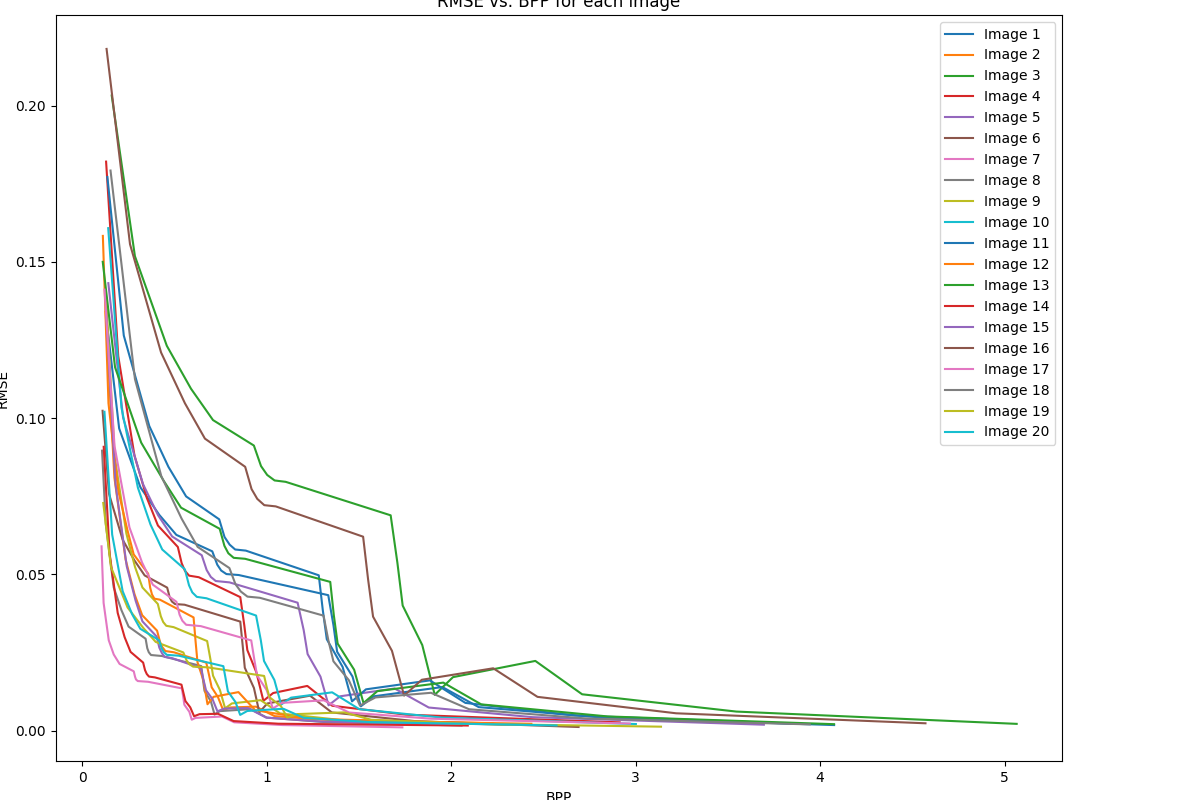 RMSE vs. BPP for each image
Image 1
Image 2
Image 3
Image 4
Image 5
Image 6
Image 7
Image 8
Image 9
Image 10
Image 11
Image 12
Image 13
Image 14
Image 15
Image 16
Image 17
Image 18
Image 19
Image 20
0.20
0.15
0.10
0.05
0.00
RMSE
0 1 2 3 4 5
BPP